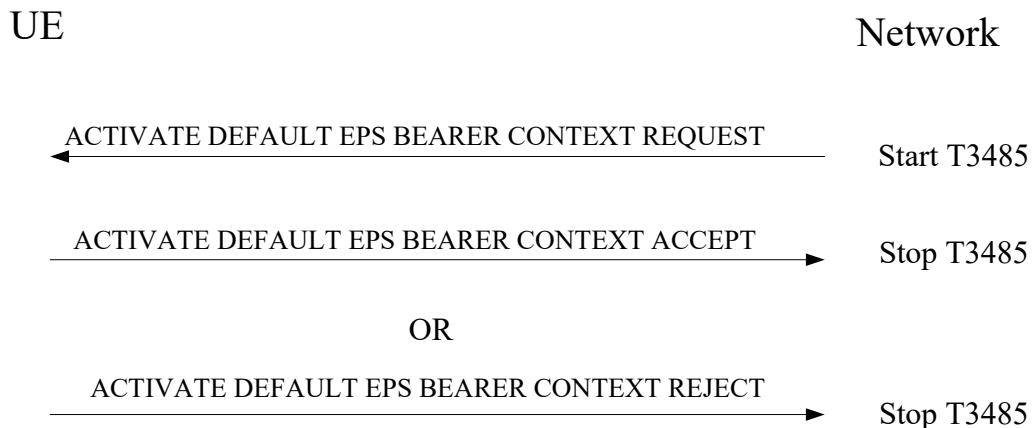 UE
Network
ACTIVATE DEFAULT EPS BEARER CONTEXT REQUEST
Start T3485
ACTIVATE DEFAULT EPS BEARER CONTEXT ACCEPT
Stop T3485
OR
ACTIVATE DEFAULT EPS BEARER CONTEXT REJECT
Stop T3485